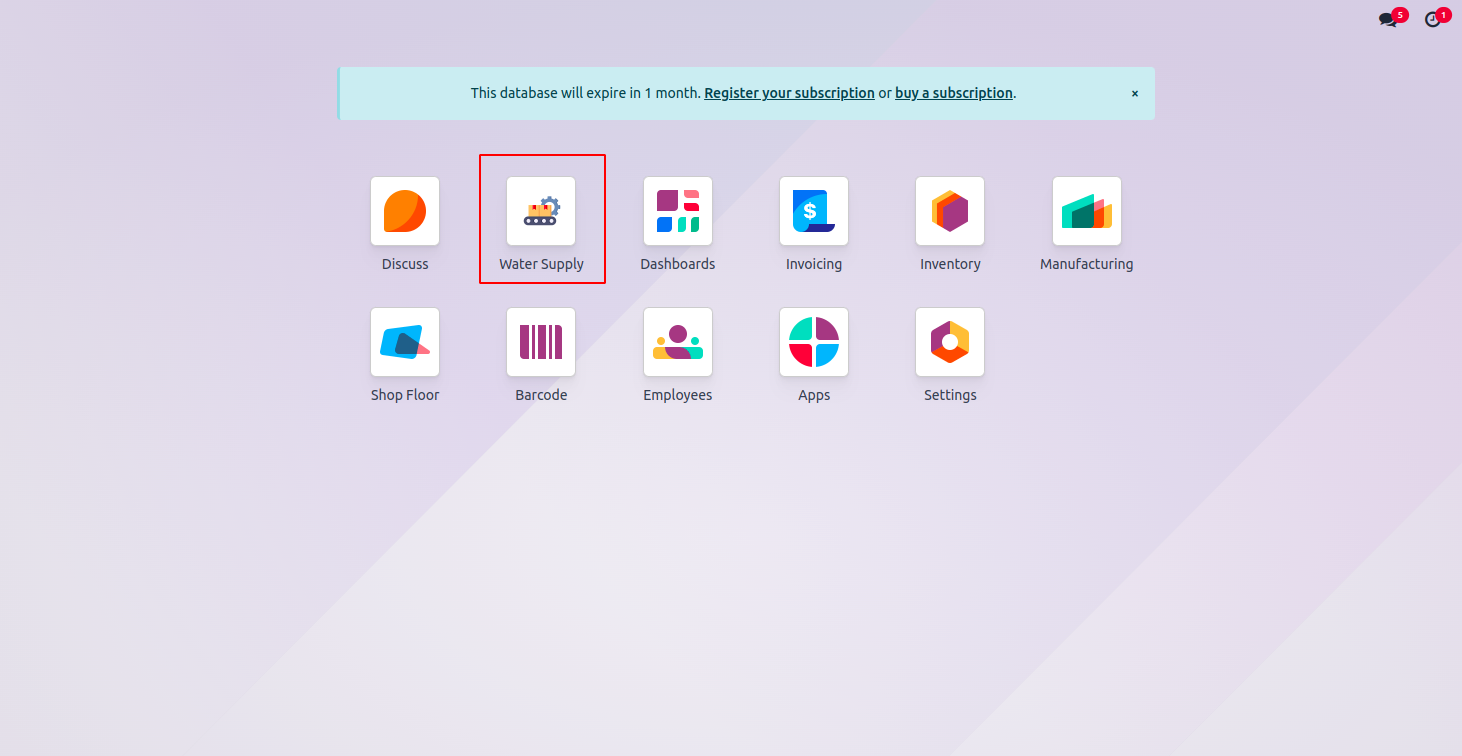 5
1
This database will expire in 1 month. Register your subscription or buy a subscription.
×
$
Discuss
Water Supply
Dashboards
Invoicing
Inventory
Manufacturing
Shop Floor
Barcode
Employees
Apps
Settings